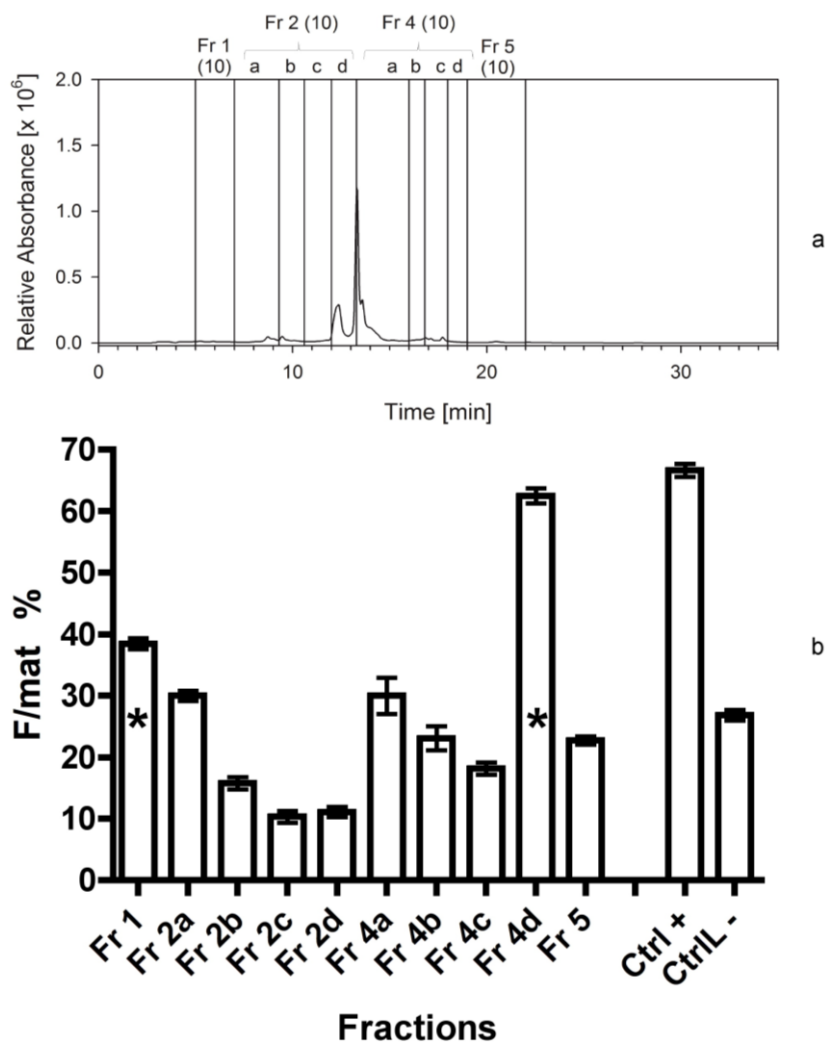 Fr 2 (10) Fr 4 (10)
Fr 1 Fr 5
(10) a b c d a b c d (10)
2.0
1.5
1.0
0.5
0.0
Relative Absorbance [x 10⁶]
a
0 10 20 30
Time [min]
70
60
50
40
30
20
10
0
F/mat %
* *
b
Fr 1 Fr 2a Fr 2b Fr 2c Fr 2d Fr 4a Fr 4b Fr 4c Fr 4d Fr 5 Ctrl + CtrlL -
Fractions